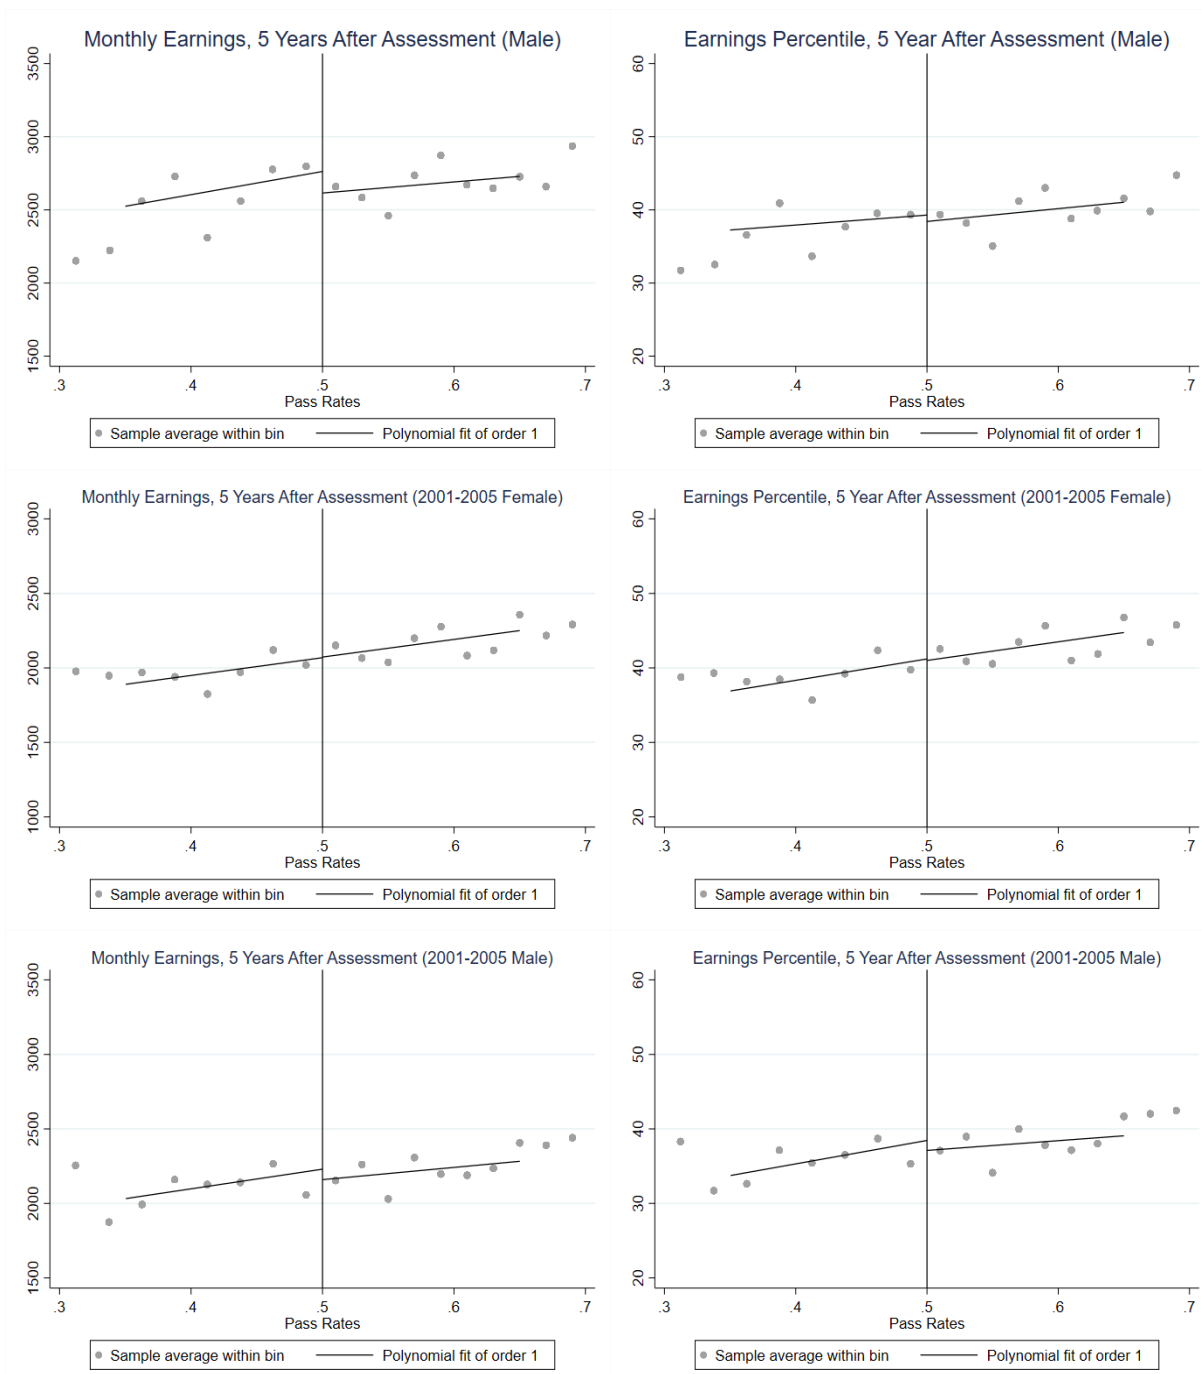 Monthly Earnings, 5 Years After Assessment (Male)
3500
3000
2500
2000
1500
.3 .4 .5 .6 .7
Pass Rates
Sample average within bin Polynomial fit of order 1
Earnings Percentile, 5 Year After Assessment (Male)
60
50
40
30
20
.3 .4 .5 .6 .7
Pass Rates
Sample average within bin Polynomial fit of order 1
Monthly Earnings, 5 Years After Assessment (2001-2005 Female)
3000
2500
2000
1500
1000
.3 .4 .5 .6 .7
Pass Rates
Sample average within bin Polynomial fit of order 1
Earnings Percentile, 5 Year After Assessment (2001-2005 Female)
60
50
40
30
20
.3 .4 .5 .6 .7
Pass Rates
Sample average within bin Polynomial fit of order 1
Monthly Earnings, 5 Years After Assessment (2001-2005 Male)
3500
3000
2500
2000
1500
.3 .4 .5 .6 .7
Pass Rates
Sample average within bin Polynomial fit of order 1
Earnings Percentile, 5 Year After Assessment (2001-2005 Male)
60
50
40
30
20
.3 .4 .5 .6 .7
Pass Rates
Sample average within bin Polynomial fit of order 1